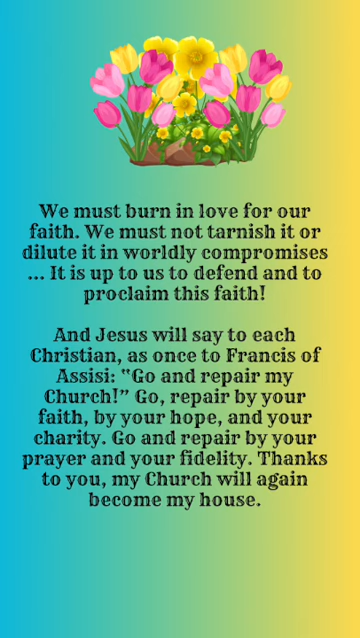 We must burn in love for our
faith. We must not tarnish it or
dilute it in worldly compromises
... It is up to us to defend and to
proclaim this faith!
And Jesus will say to each
Christian, as once to Francis of
Assisi: "Go and repair my
Church!" Go, repair by your
faith, by your hope, and your
charity. Go and repair by your
prayer and your fidelity. Thanks
to you, my Church will again
become my house.